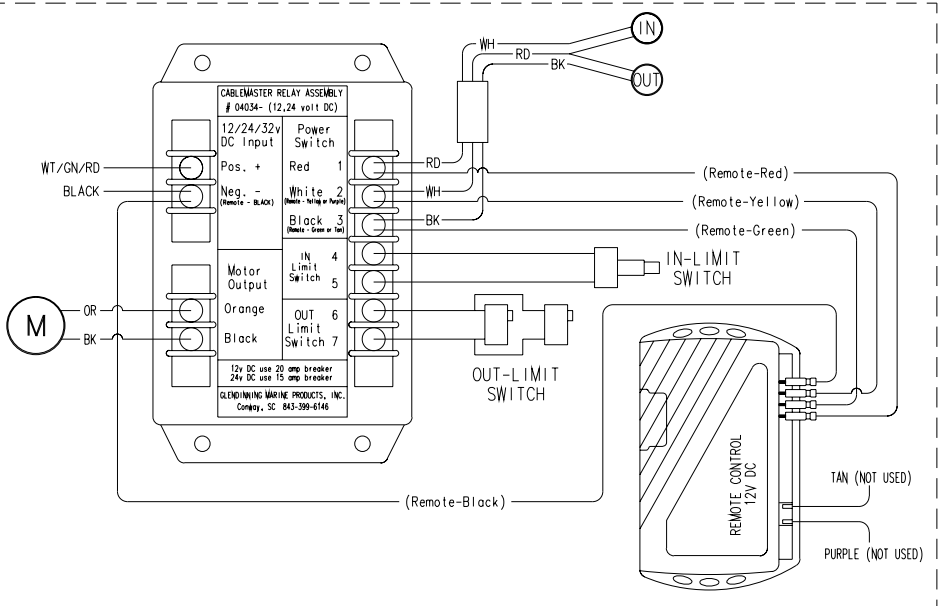 IN
WH
RD
BK
OUT
CABLEMASTER RELAY ASSEMBLY
# 04034- (12,24 volt DC)
12/24/32v
DC Input
Power
Switch
WT/GN/RD
Pos. +
Red 1
RD
(Remote-Red)
BLACK
Neg. -
(Remote - BLACK)
White 2
(Remote - Yellow or Purple)
WH
(Remote-Yellow)
Black 3
(Remote - Green or Tan)
BK
(Remote-Green)
IN 4
Limit
Switch 5
IN-LIMIT
SWITCH
Motor
Output
M
OR
Orange
OUT 6
Limit
Switch 7
BK
Black
OUT-LIMIT
SWITCH
12v DC use 20 amp breaker
24v DC use 15 amp breaker
GLENDINNING MARINE PRODUCTS, INC.
Conway, SC 843-399-6146
(Remote-Black)
REMOTE CONTROL
12V DC
TAN (NOT USED)
PURPLE (NOT USED)